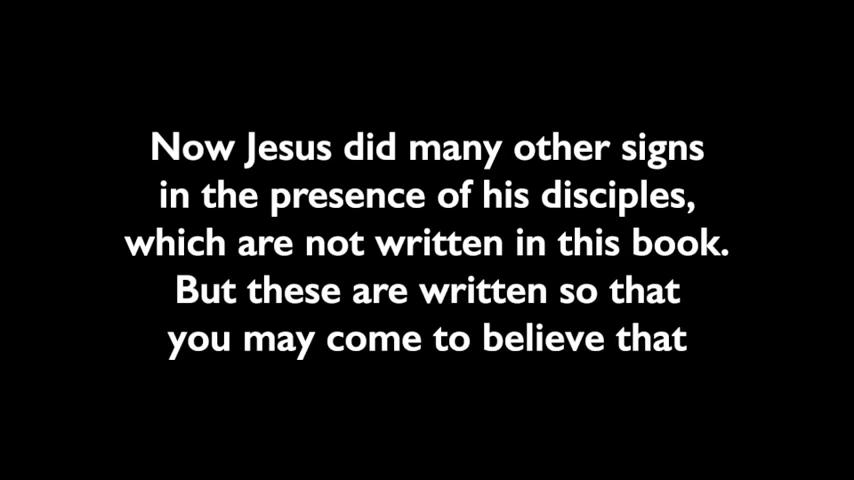 Now Jesus did many other signs
in the presence of his disciples,
which are not written in this book.
But these are written so that
you may come to believe that